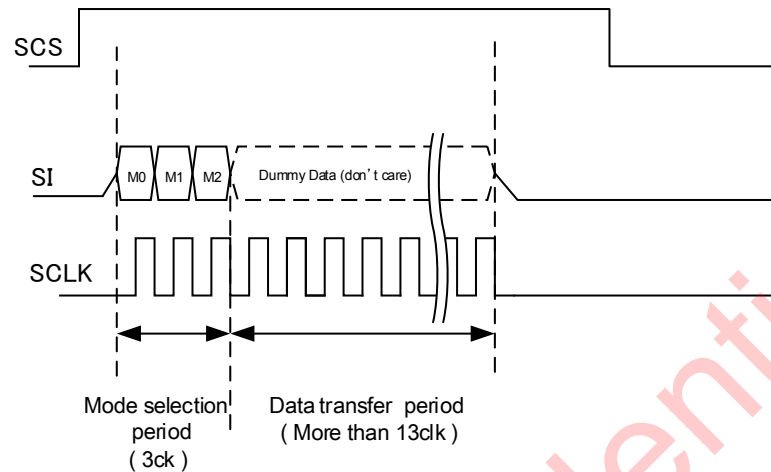 SCS
SI
M0 M1 M2 Dummy Data (don't care)
SCLK
Mode selection
period
( 3ck )
Data transfer period
( More than 13clk )